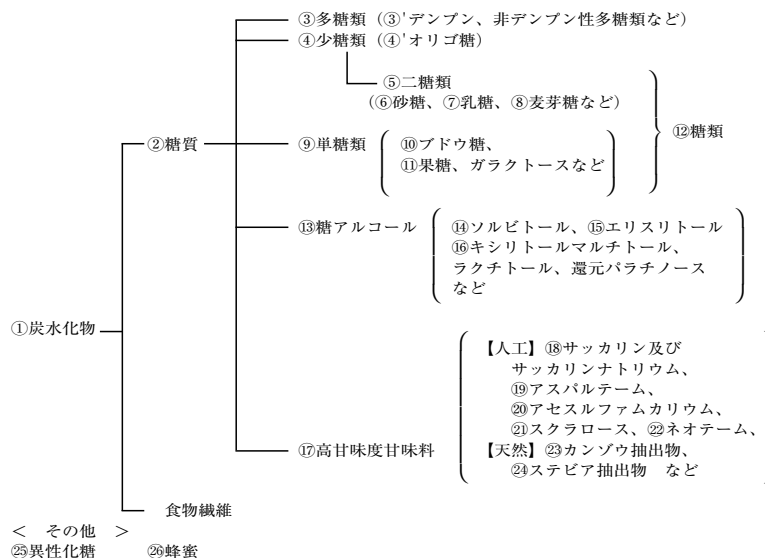 ③多糖類（③'デンプン、非デンプン性多糖類など）
④少糖類（④'オリゴ糖）
⑤二糖類
（⑥砂糖、⑦乳糖、⑧麦芽糖など）
⑫糖類
②糖質
⑨単糖類
⑩ブドウ糖、
⑪果糖、ガラクトースなど
⑬糖アルコール
⑭ソルビトール、⑮エリスリトール
⑯キシリトールマルチトール、
ラクチトール、還元パラチノース
など
①炭水化物
⑰高甘味度甘味料
【人工】⑱サッカリン及び
サッカリンナトリウム、
⑲アスパルテーム、
⑳アセスルファムカリウム、
㉑スクラロース、㉒ネオテーム、
【天然】㉓カンゾウ抽出物、
㉔ステビア抽出物　など
食物繊維
＜　その他　＞
㉕異性化糖　㉖蜂蜜